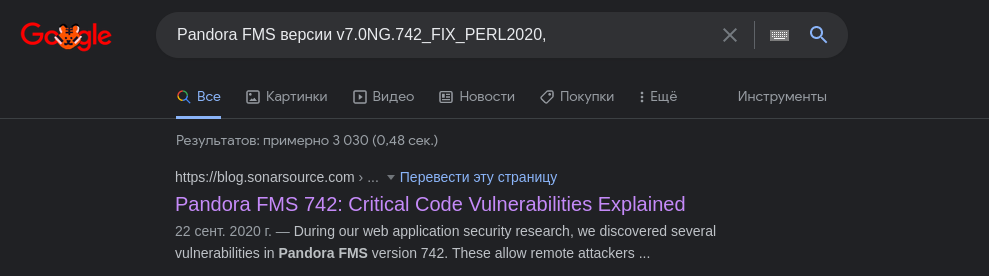 Google
Pandora FMS версии v7.0NG.742_FIX_PERL2020,
Все Картинки Видео Новости Покупки Ещё Инструменты
Результатов: примерно 3 030 (0,48 сек.)
https://blog.sonarsource.com › ... Перевести эту страницу
Pandora FMS 742: Critical Code Vulnerabilities Explained
22 сент. 2020 г. — During our web application security research, we discovered several
vulnerabilities in Pandora FMS version 742. These allow remote attackers ...